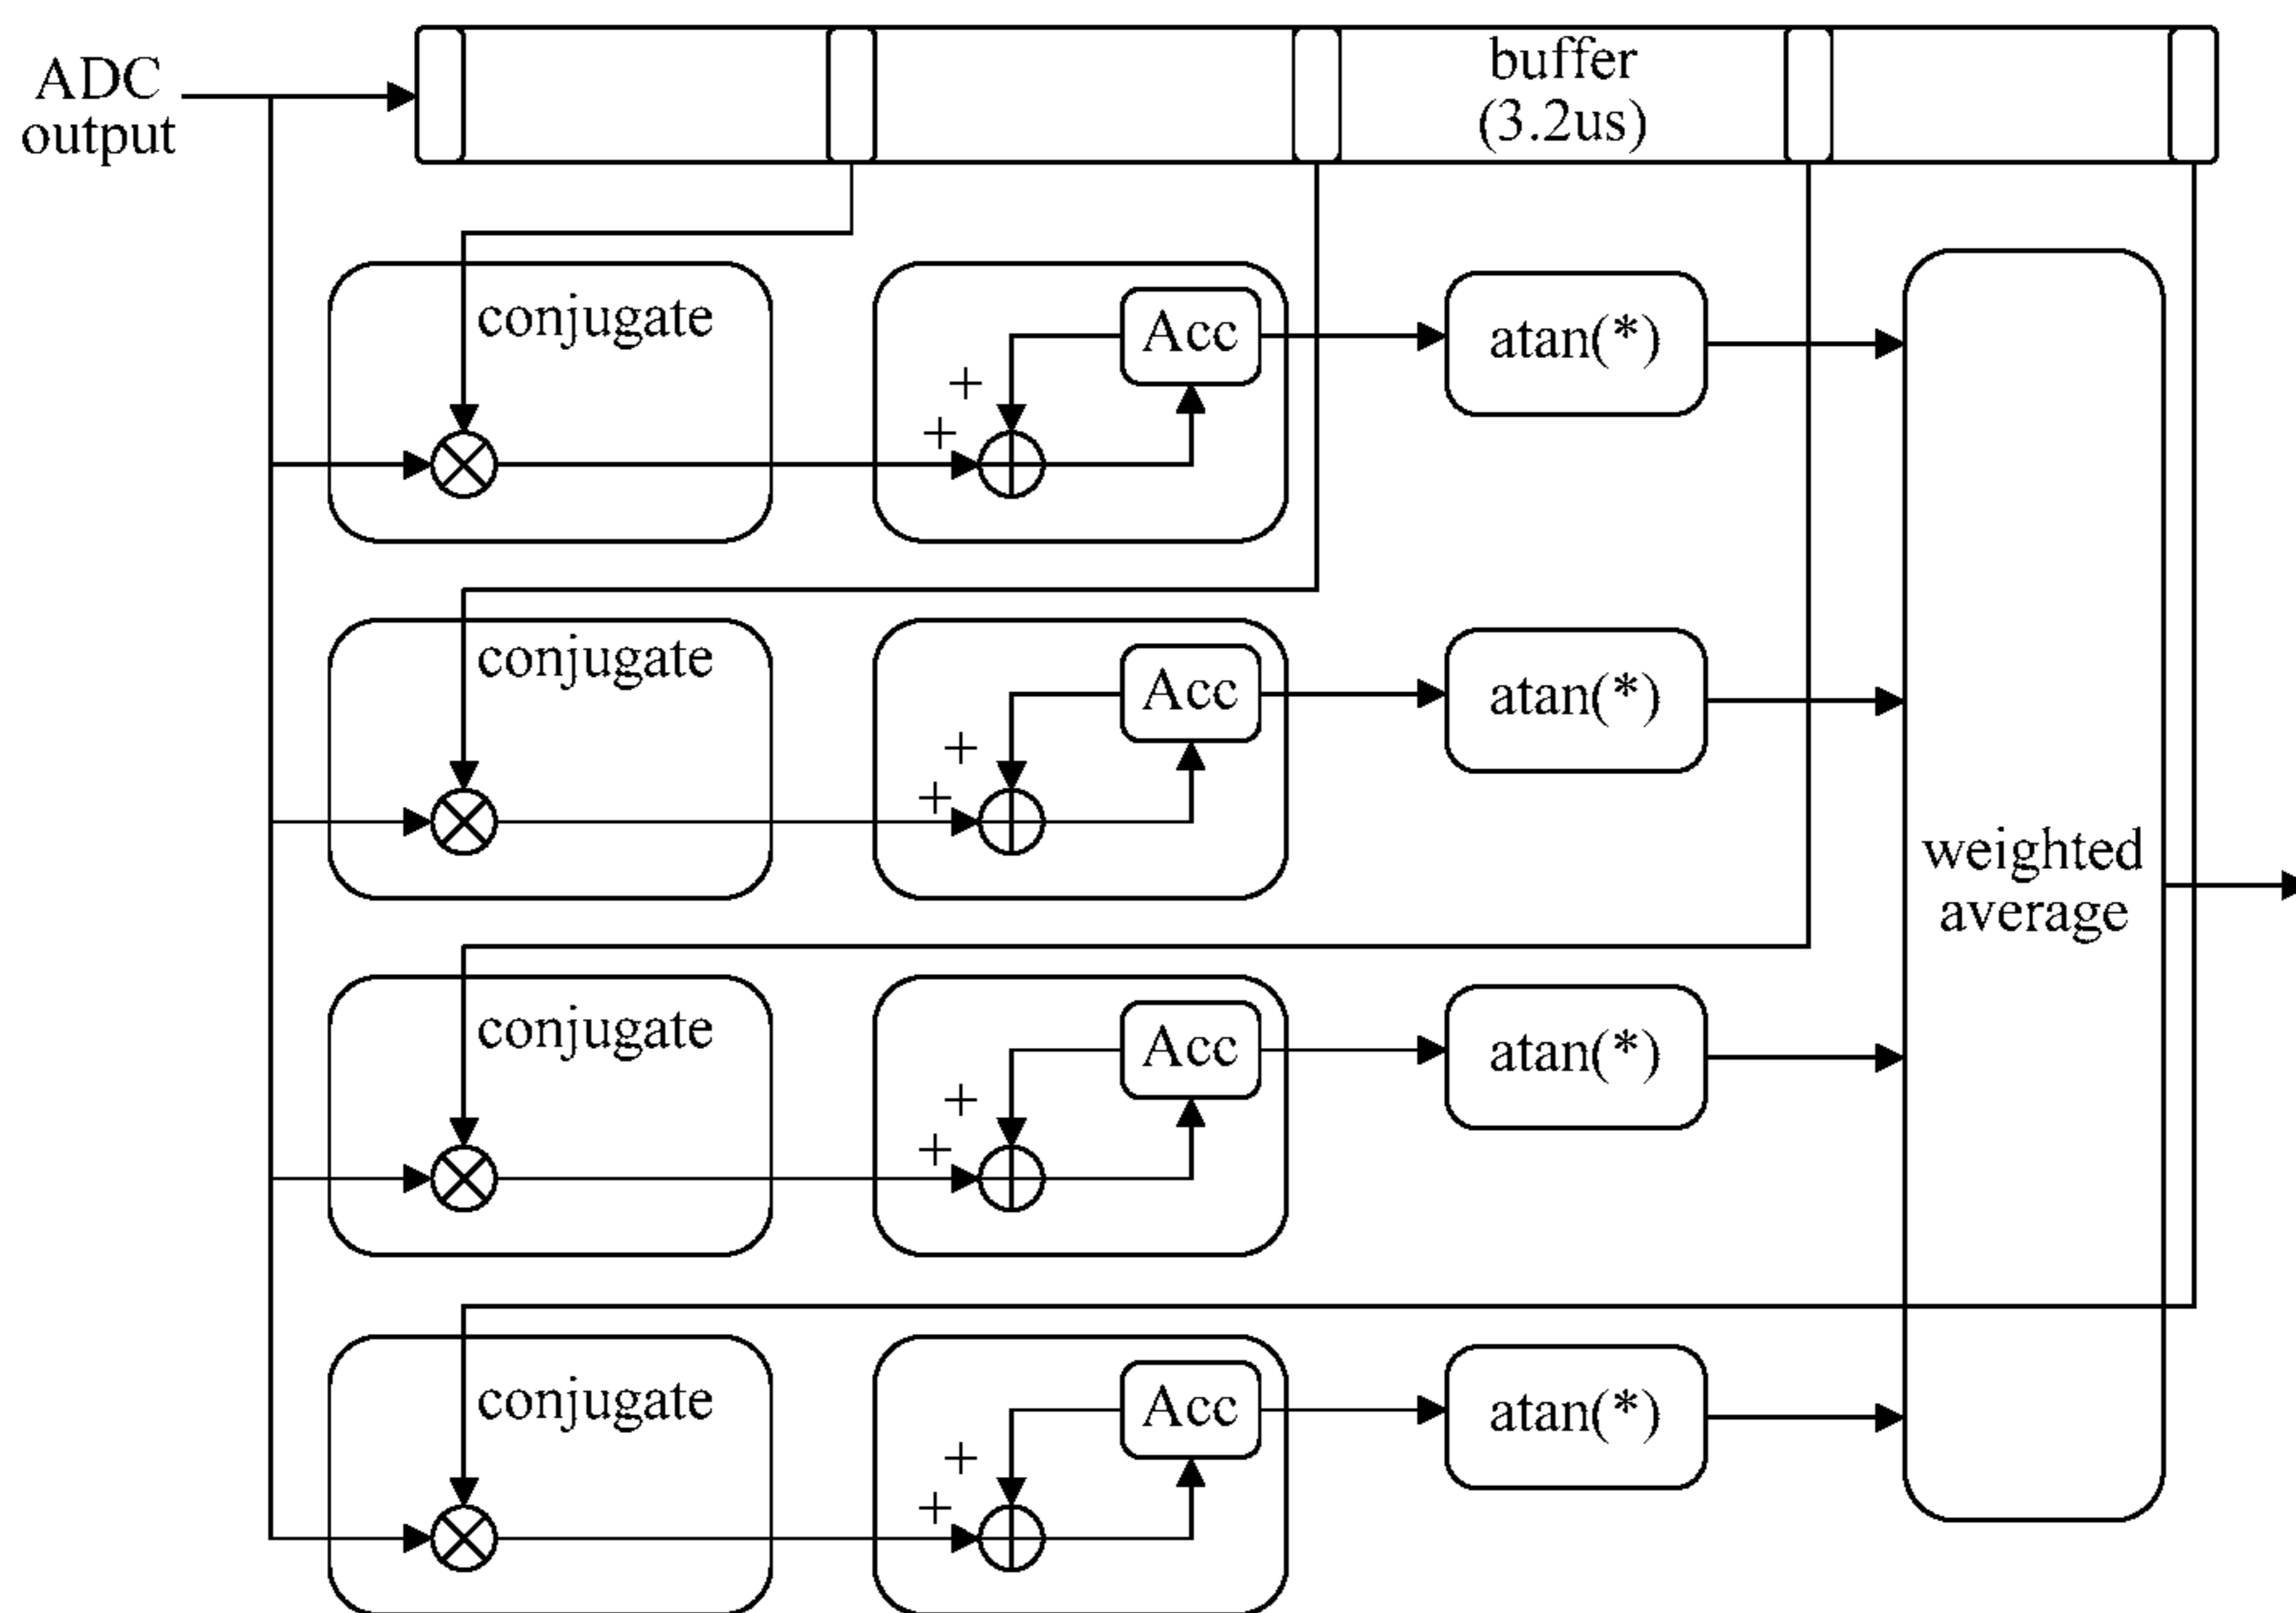 ADC
output
buffer
(3.2us)
conjugate
Acc
atan(*)
+
+
conjugate
Acc
atan(*)
+
+
weighted
average
conjugate
Acc
atan(*)
+
+
conjugate
Acc
atan(*)
+
+